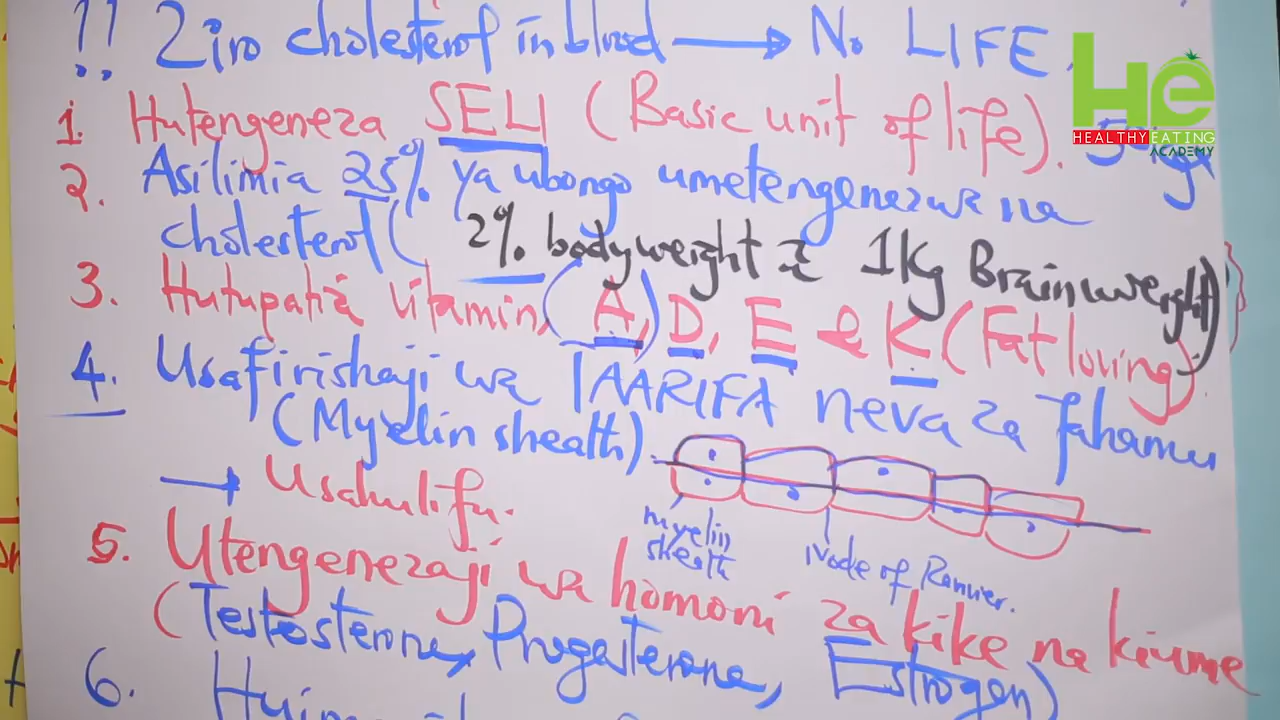 !! Ziro cholesterol in blood → No LIFE.
HE
HEALTHY EATING
ACADEMY
1. Hutengeneza SELI (Basic unit of life).
2. Asilimia 25% ya ubongo umetengenezwa na
cholesterol ( 2% bodyweight ≈ 1Kg Brain weight)
3. Hutupatia vitamin, (A), D, E & K (Fat loving).
4. Usafirishaji wa TAARIFA neva za fahamu
(Myelin sheath).
→ Usahulifu.
myelin
sheath
Node of Ranvier.
5. Utengenezaji wa homoni za kike na kiume
(Testosterone, Progesterone, Estrogen)
6.